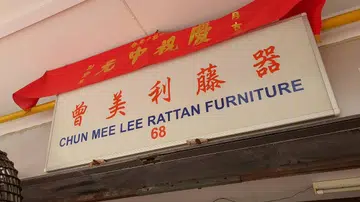 曾美利藤器
CHUN MEE LEE RATTAN FURNITURE
68